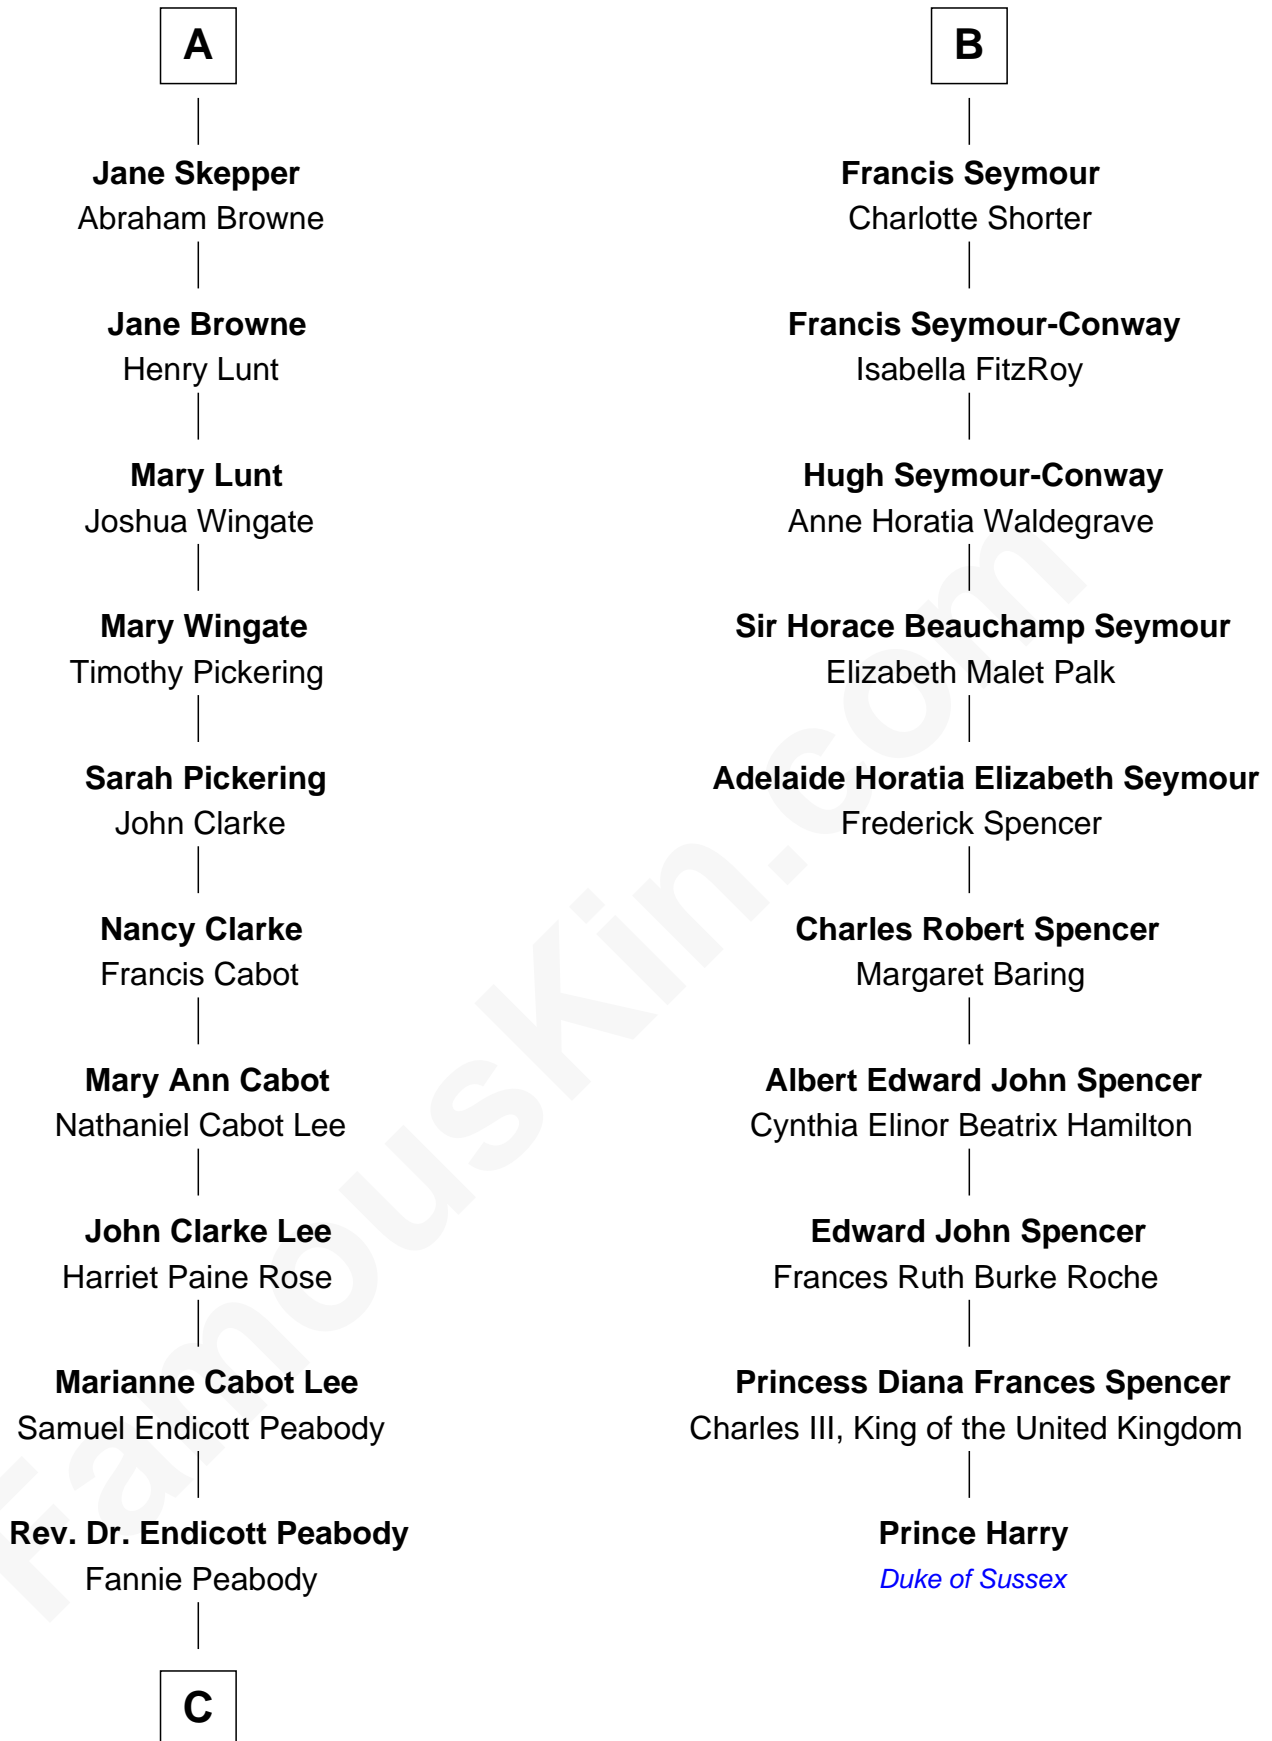 A
Jane Skepper
Abraham Browne
Jane Browne
Henry Lunt
Mary Lunt
Joshua Wingate
Mary Wingate
Timothy Pickering
Sarah Pickering
John Clarke
Nancy Clarke
Francis Cabot
Mary Ann Cabot
Nathaniel Cabot Lee
John Clarke Lee
Harriet Paine Rose
Marianne Cabot Lee
Samuel Endicott Peabody
Rev. Dr. Endicott Peabody
Fannie Peabody
C
B
Francis Seymour
Charlotte Shorter
Francis Seymour-Conway
Isabella FitzRoy
Hugh Seymour-Conway
Anne Horatia Waldegrave
Sir Horace Beauchamp Seymour
Elizabeth Malet Palk
Adelaide Horatia Elizabeth Seymour
Frederick Spencer
Charles Robert Spencer
Margaret Baring
Albert Edward John Spencer
Cynthia Elinor Beatrix Hamilton
Edward John Spencer
Frances Ruth Burke Roche
Princess Diana Frances Spencer
Charles III, King of the United Kingdom
Prince Harry
Duke of Sussex
FamousKin.com